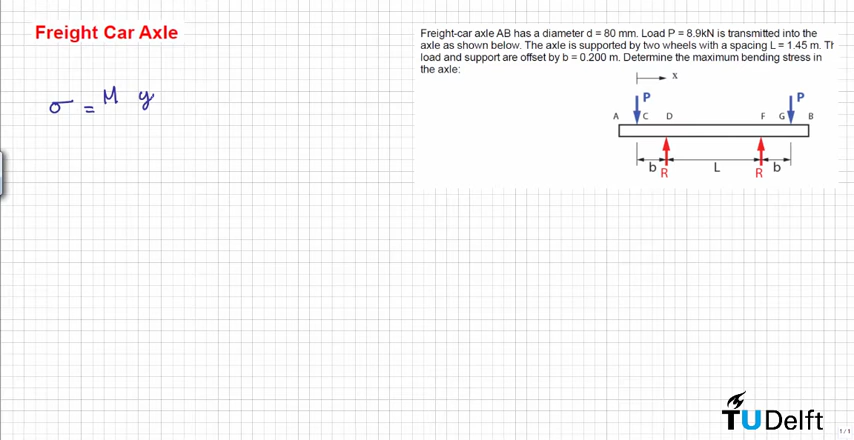 Freight Car Axle
Freight-car axle AB has a diameter d = 80 mm. Load P = 8.9kN is transmitted into the
axle as shown below. The axle is supported by two wheels with a spacing L = 1.45 m. Th
load and support are offset by b = 0.200 m. Determine the maximum bending stress in
the axle:
σ = M y
x
P P
A C D F G B
b R L R b
TU Delft
1 / 1